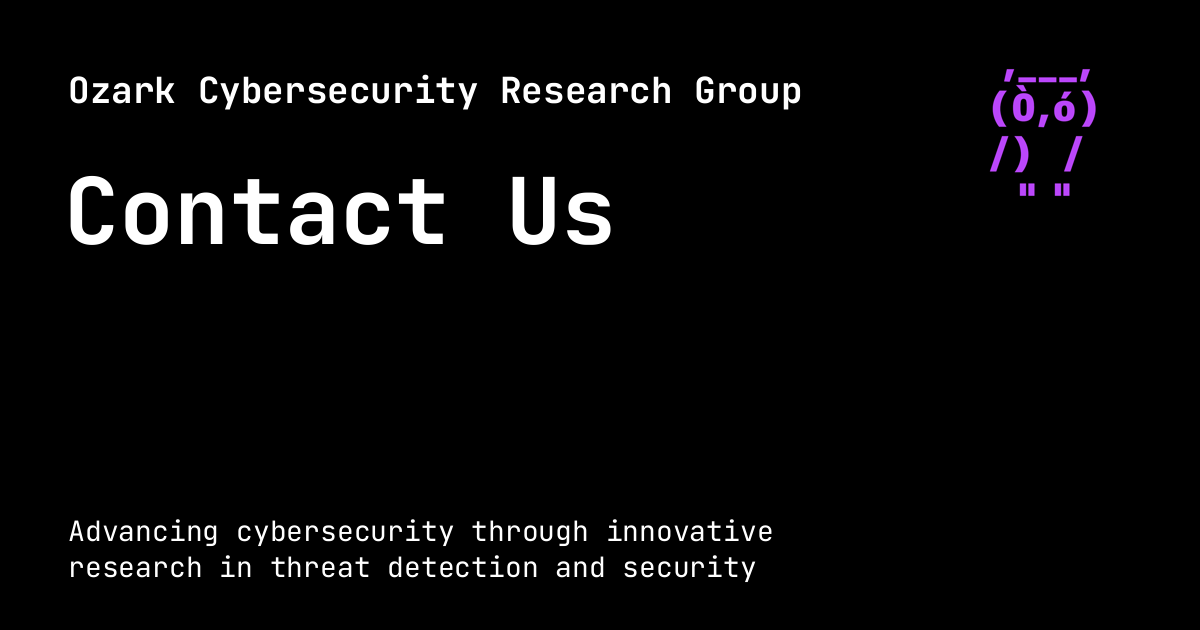 Ozark Cybersecurity Research Group
Contact Us
,___,
(Ò,ó)
/)  /
" "
Advancing cybersecurity through innovative
research in threat detection and security